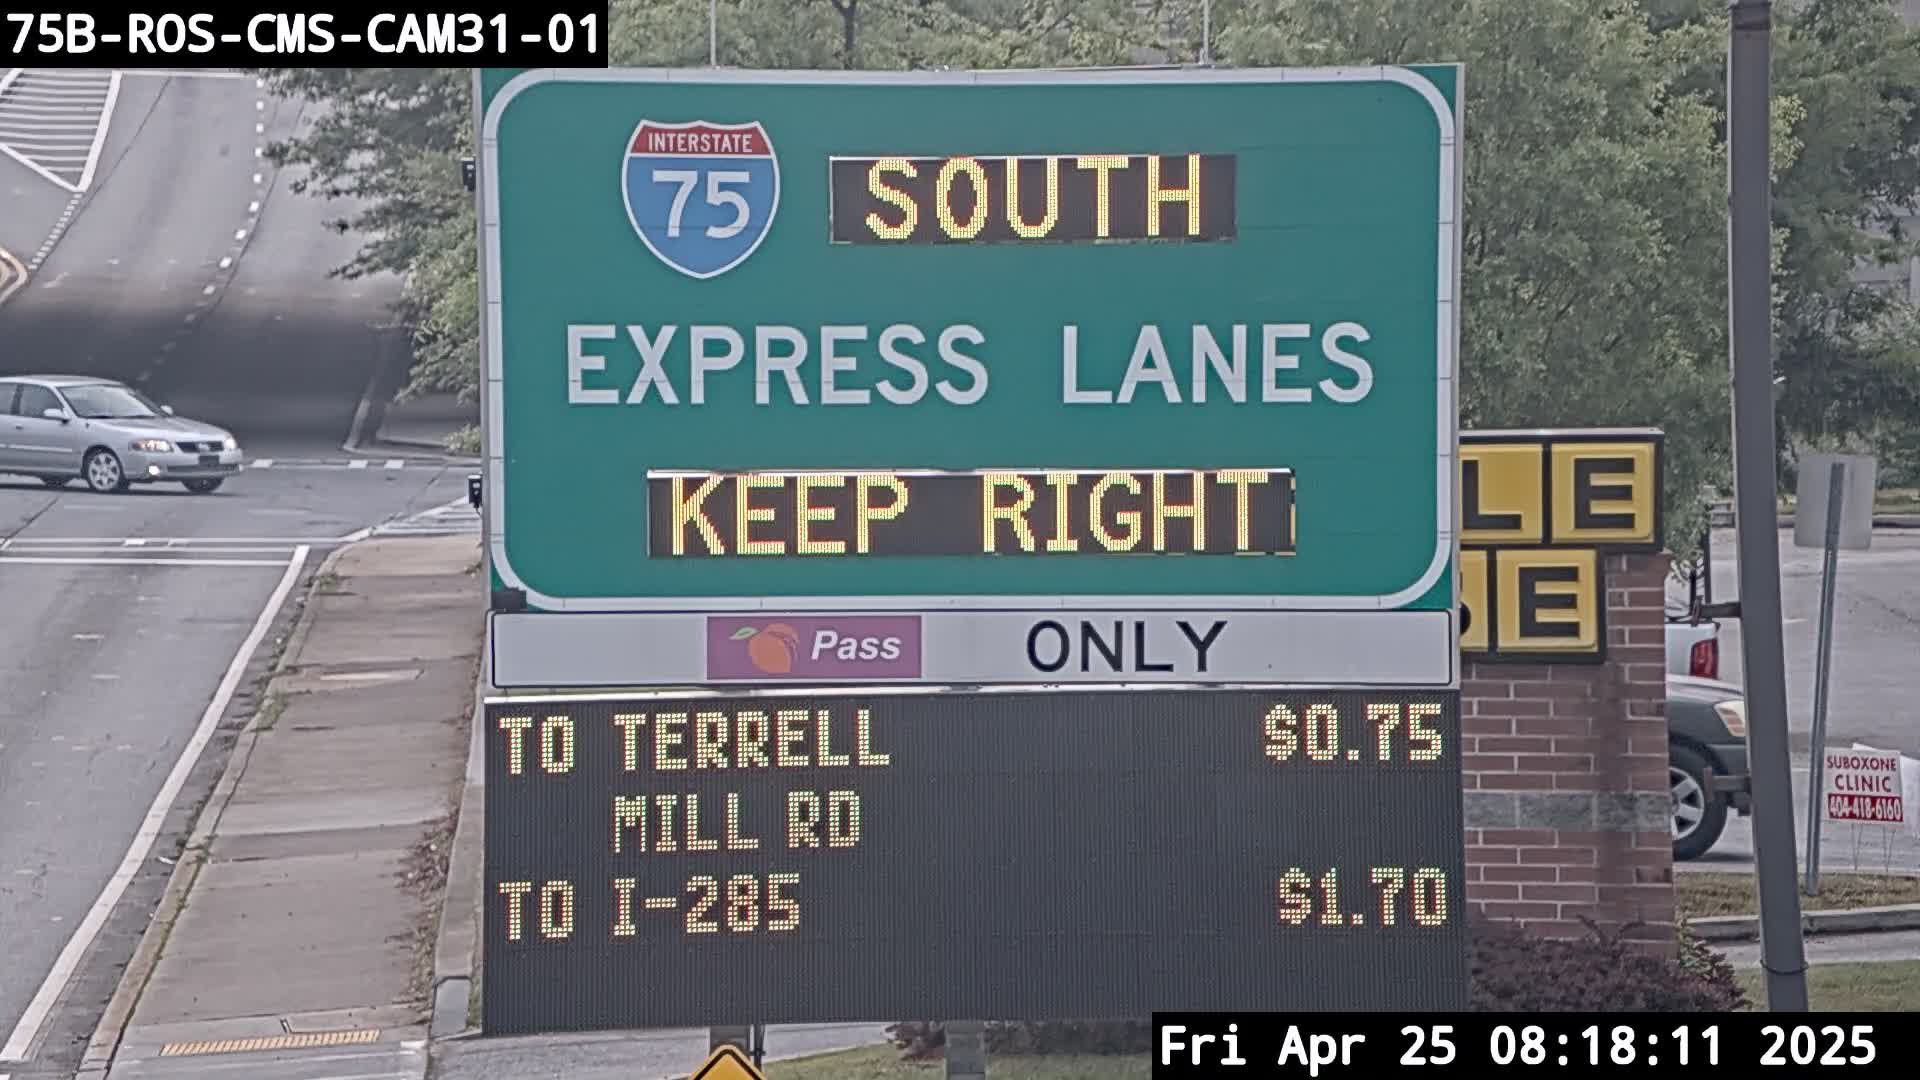 75B-ROS-CMS-CAM31-01
INTERSTATE
75
SOUTH
EXPRESS LANES
KEEP RIGHT
Pass ONLY
TO TERRELL $0.75
MILL RD
TO I-285 $1.70
LE
E
SUBOXONE
CLINIC
404-418-6160
Fri Apr 25 08:18:11 2025